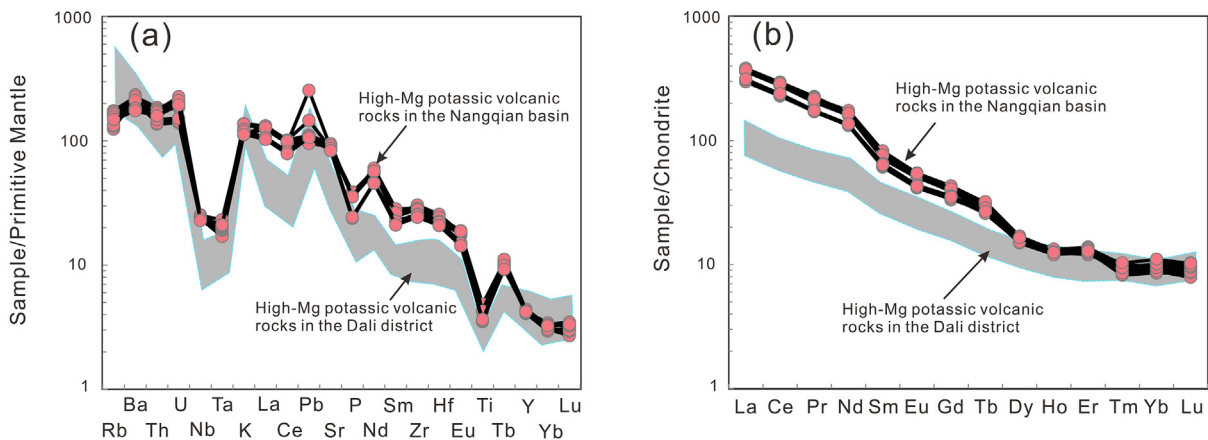 (a)
1000
100
10
1
Sample/Primitive Mantle
High-Mg potassic volcanic
rocks in the Nangqian basin
High-Mg potassic volcanic
rocks in the Dali district
Ba U Ta La Pb P Sm Hf Ti Y Lu
Rb Th Nb K Ce Sr Nd Zr Eu Tb Yb
(b)
1000
100
10
1
Sample/Chondrite
High-Mg potassic volcanic
rocks in the Nangqian basin
High-Mg potassic volcanic
rocks in the Dali district
La Ce Pr Nd Sm Eu Gd Tb Dy Ho Er Tm Yb Lu